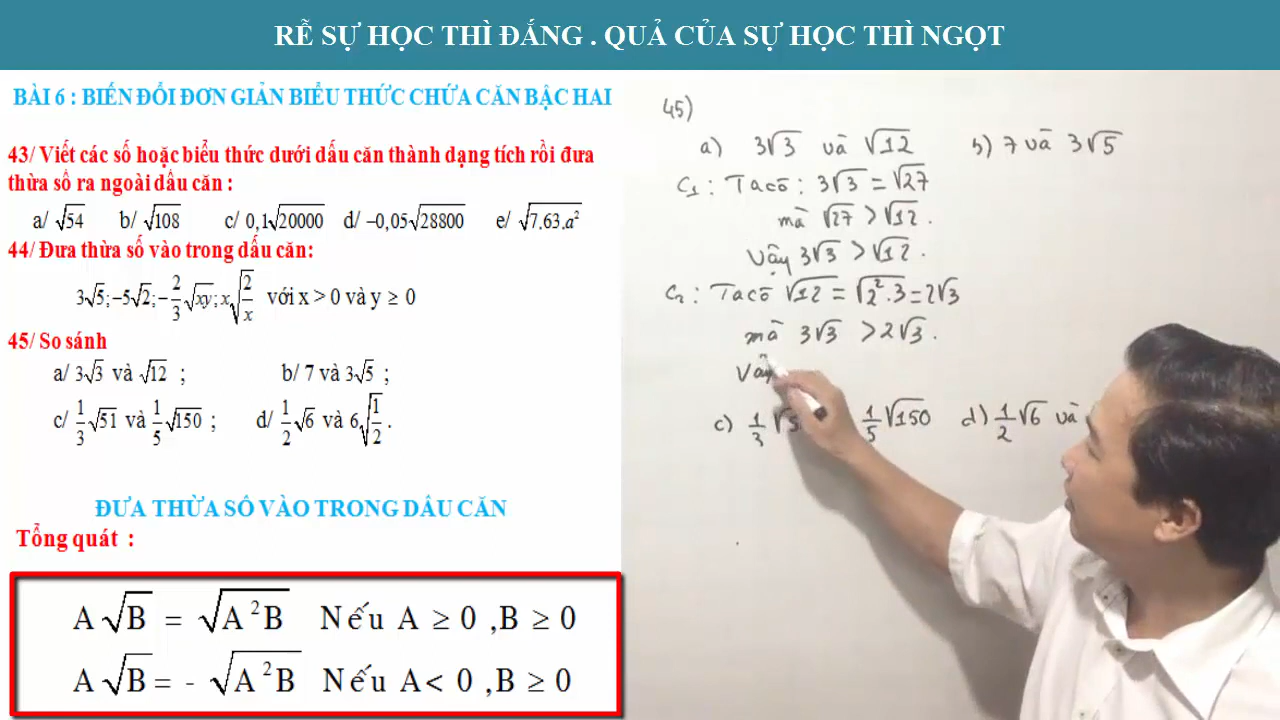 RỄ SỰ HỌC THÌ ĐẮNG . QUẢ CỦA SỰ HỌC THÌ NGỌT
BÀI 6 : BIẾN ĐỔI ĐƠN GIẢN BIỂU THỨC CHỨA CĂN BẬC HAI
43/ Viết các số hoặc biểu thức dưới dấu căn thành dạng tích rồi đưa
thừa số ra ngoài dấu căn :
a/ √54 b/ √108 c/ 0,1√20000 d/ −0,05√28800 e/ √7.63.a²
44/ Đưa thừa số vào trong dấu căn:
3√5; −5√2; −2/3√xy; x√2/x với x > 0 và y ≥ 0
45/ So sánh
a/ 3√3 và √12 ; b/ 7 và 3√5 ;
c/ 1/3√51 và 1/5√150 ; d/ 1/2√6 và 6√1/2 .
ĐƯA THỪA SỐ VÀO TRONG DẤU CĂN
Tổng quát :
A√B = √A²B Nếu A ≥ 0 ,B ≥ 0
A√B = - √A²B Nếu A< 0 ,B ≥ 0
45)
a) 3√3 và √12 b) 7 và 3√5
C₁ : Ta có : 3√3 = √27
mà √27 > √12 .
Vậy 3√3 > √12 .
C₂ : Ta có √12 = √2².3 = 2√3
mà 3√3 > 2√3 .
Vậy
c) 1/3 √5 1/5 √150 d) 1/2 √6 và